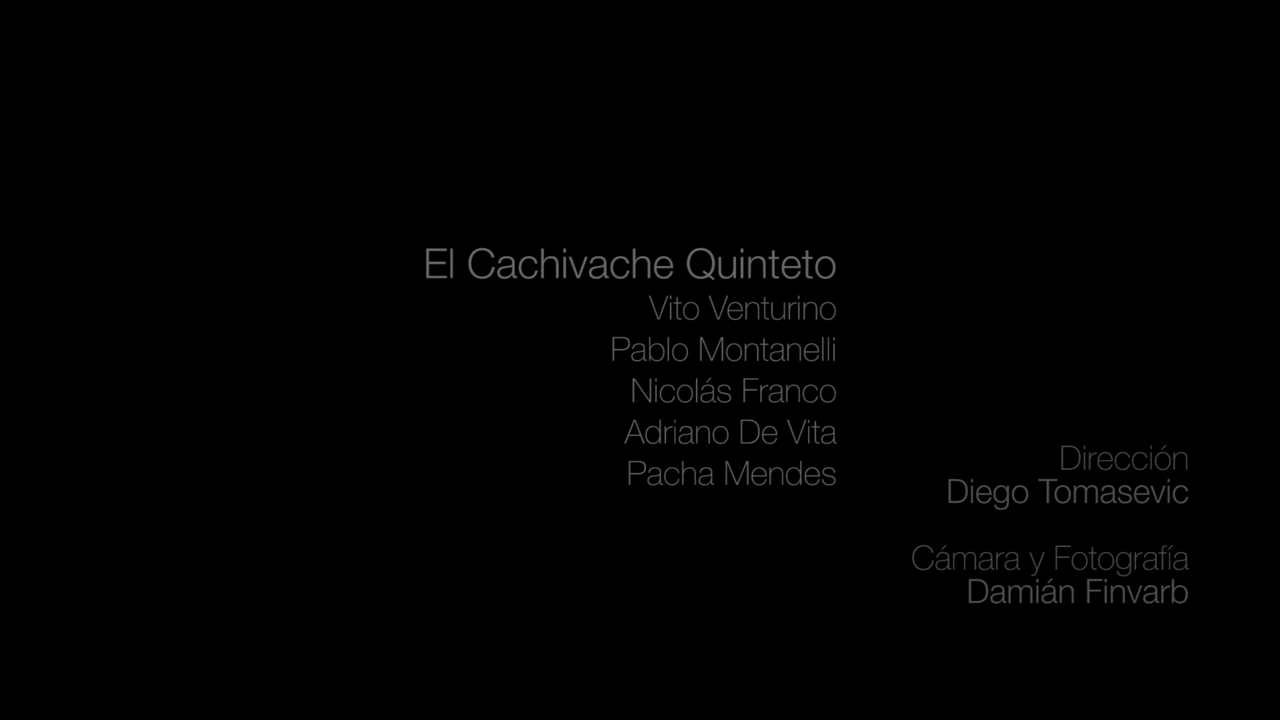 El Cachivache Quinteto
Vito Venturino
Pablo Montanelli
Nicolás Franco
Adriano De Vita
Pacha Mendes
Dirección
Diego Tomasevic
Cámara y Fotografía
Damián Finvarb